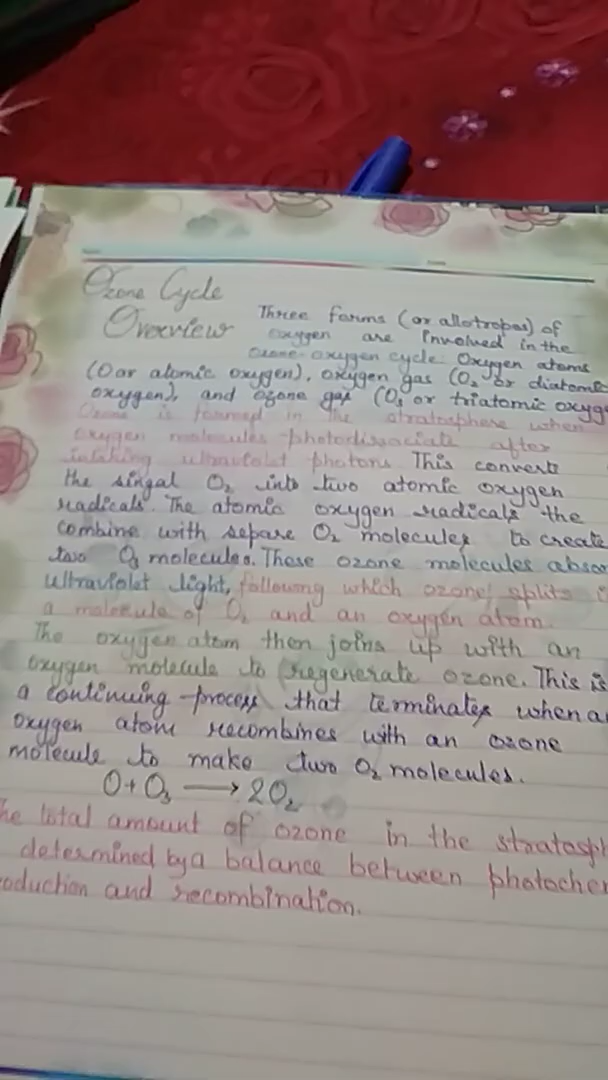 Ozone Cycle
Overview Three forms (or allotropes) of
oxygen are involved in the
ozone-oxygen cycle. Oxygen atoms
(O or atomic oxygen), oxygen gas (O2 or diatomic
oxygen), and ozone gas (O3 or triatomic oxyg
Ozone is formed in the stratosphere when
oxygen molecules photodissociate after
intaking ultraviolet photons. This converts
the singal O2 into two atomic oxygen
radicals. The atomic oxygen radicals the
combine with separe O2 molecules to create
two O3 molecules. These ozone molecules absor
ultraviolet light, following which ozone splits i
a molecule of O2 and an oxygen atom.
The oxygen atom then joins up with an
oxygen molecule to regenerate ozone. This is
a continuing process that terminates when a
oxygen atom recombines with an ozone
molecule to make two O2 molecules.
O + O3 ⟶ 2O2
he total amount of ozone in the stratosph
determined by a balance between photocher
oduction and recombination.